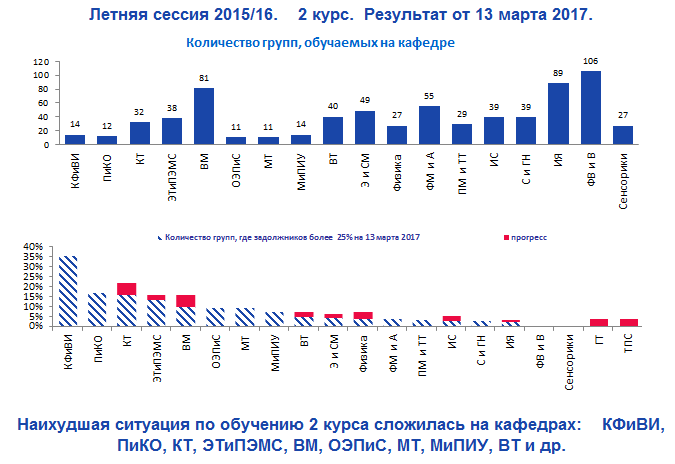 Летняя сессия 2015/16. 2 курс. Результат от 13 марта 2017.
Количество групп, обучаемых на кафедре
120
100
80
60
40
20
0
14
12
32
38
81
11
11
14
40
49
27
55
29
39
39
89
106
27
КФиВИ
ПиКО
КТ
ЭТиПЭМС
ВМ
ОЭПиС
МТ
МиПИУ
ВТ
Э и СМ
Физика
ФМ и А
ПМ и ТТ
ИС
С и ГН
ИЯ
ФВ и В
Сенсорики
Количество групп, где задолжников более 25% на 13 марта 2017
прогресс
40%
35%
30%
25%
20%
15%
10%
5%
0%
КФиВИ
ПиКО
КТ
ЭТиПЭМС
ВМ
ОЭПиС
МТ
МиПИУ
ВТ
Э и СМ
Физика
ФМ и А
ПМ и ТТ
ИС
С и ГН
ИЯ
ФВ и В
Сенсорики
ГТ
ТПС
Наихудшая ситуация по обучению 2 курса сложилась на кафедрах: КФиВИ,
ПиКО, КТ, ЭТиПЭМС, ВМ, ОЭПиС, МТ, МиПИУ, ВТ и др.